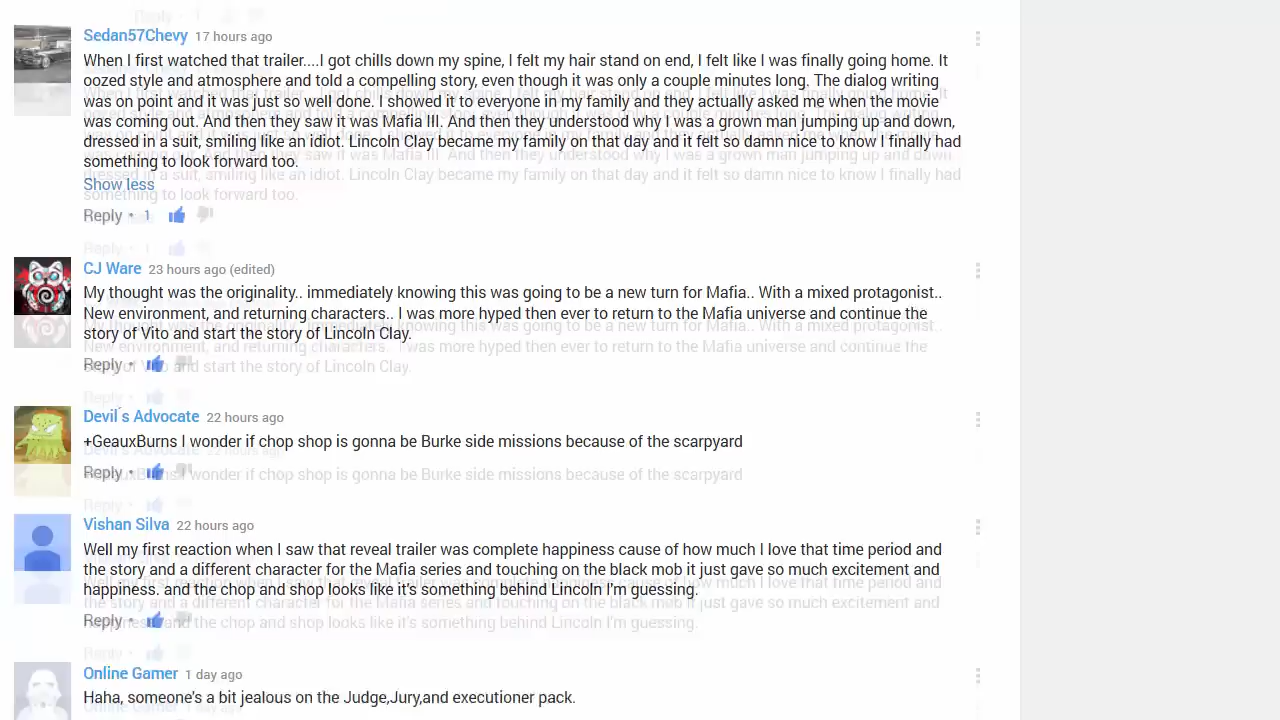 Sedan57Chevy 17 hours ago
When I first watched that trailer....I got chills down my spine, I felt my hair stand on end, I felt like I was finally going home. It
oozed style and atmosphere and told a compelling story, even though it was only a couple minutes long. The dialog writing
was on point and it was just so well done. I showed it to everyone in my family and they actually asked me when the movie
was coming out. And then they saw it was Mafia III. And then they understood why I was a grown man jumping up and down,
dressed in a suit, smiling like an idiot. Lincoln Clay became my family on that day and it felt so damn nice to know I finally had
something to look forward too.
Show less
Reply • 1
CJ Ware 23 hours ago (edited)
My thought was the originality.. immediately knowing this was going to be a new turn for Mafia.. With a mixed protagonist..
New environment, and returning characters.. I was more hyped then ever to return to the Mafia universe and continue the
story of Vito and start the story of Lincoln Clay.
Reply •
Devil´s Advocate 22 hours ago
+GeauxBurns I wonder if chop shop is gonna be Burke side missions because of the scarpyard
Reply •
Vishan Silva 22 hours ago
Well my first reaction when I saw that reveal trailer was complete happiness cause of how much I love that time period and
the story and a different character for the Mafia series and touching on the black mob it just gave so much excitement and
happiness. and the chop and shop looks like it's something behind Lincoln I'm guessing.
Reply •
Online Gamer 1 day ago
Haha, someone's a bit jealous on the Judge,Jury,and executioner pack.